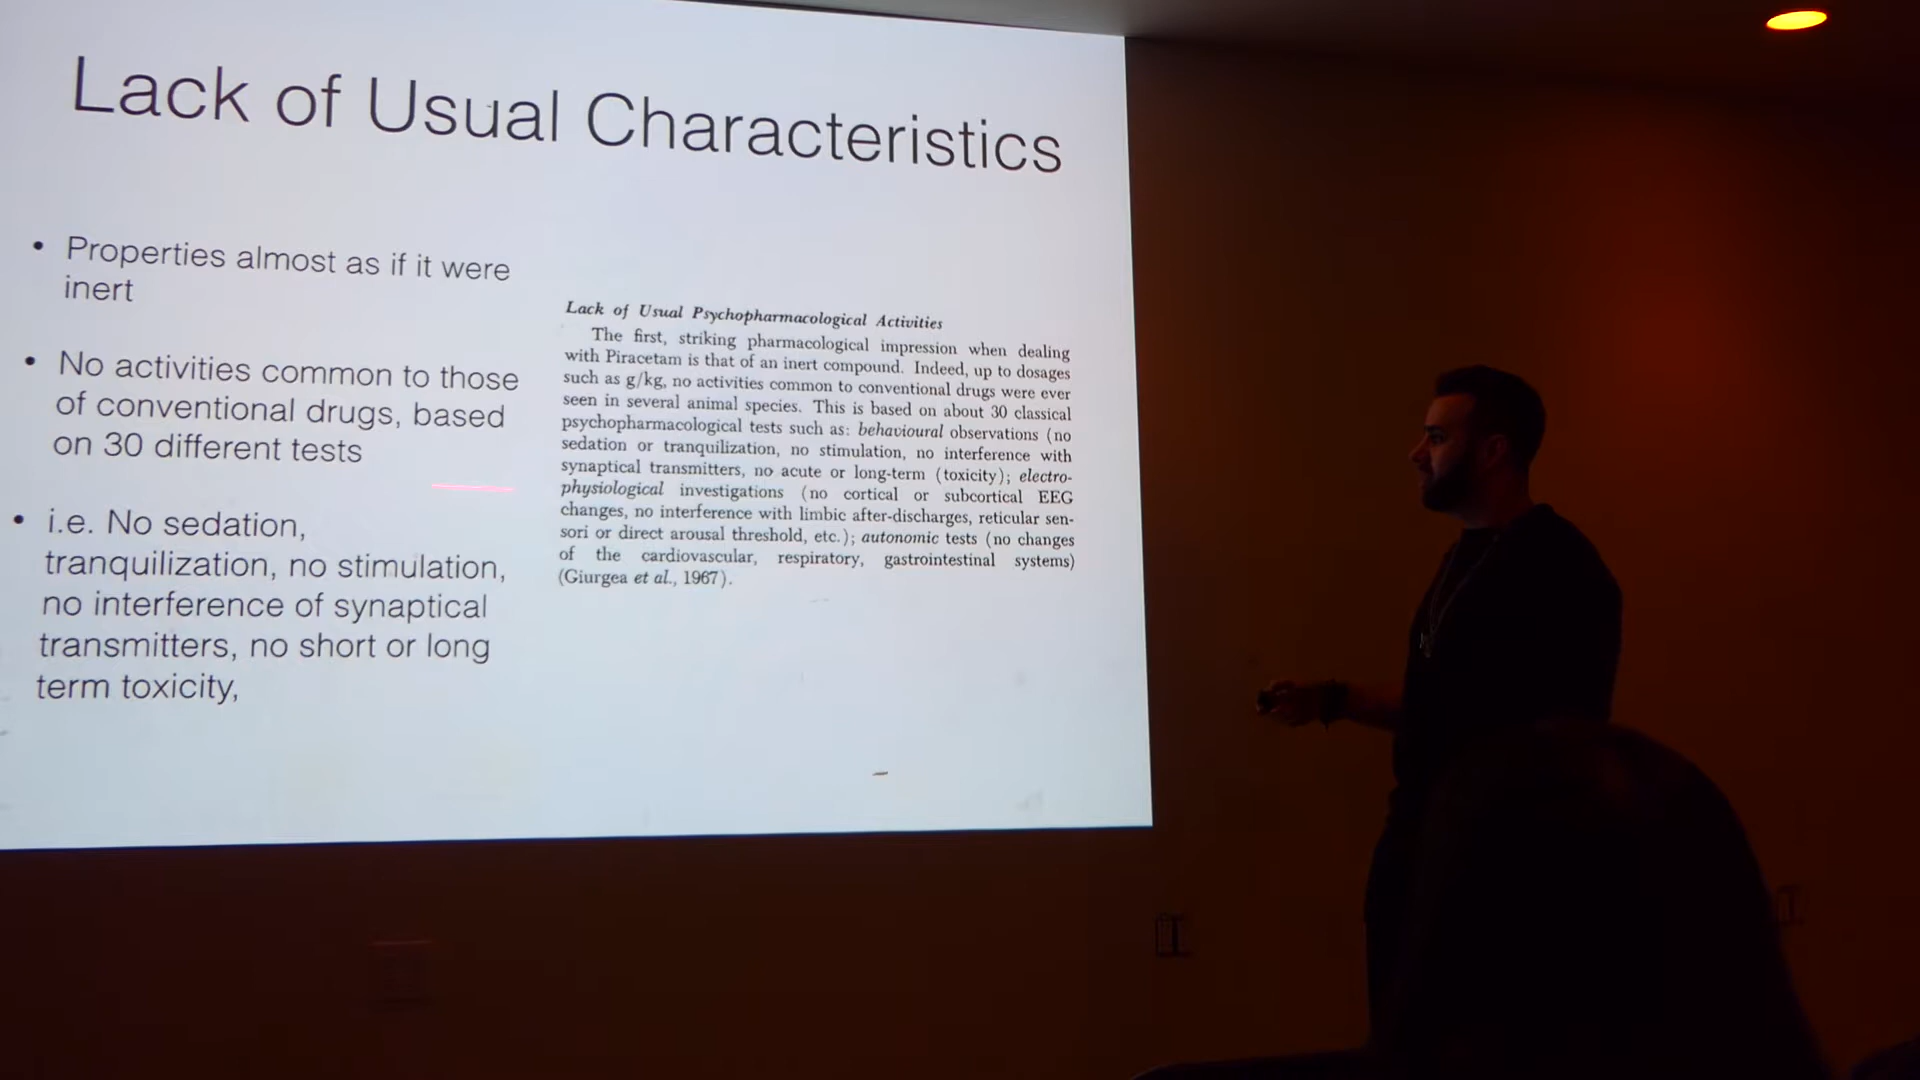 Lack of Usual Characteristics
• Properties almost as if it were
inert
• No activities common to those
of conventional drugs, based
on 30 different tests
• i.e. No sedation,
tranquilization, no stimulation,
no interference of synaptical
transmitters, no short or long
term toxicity,
Lack of Usual Psychopharmacological Activities
The first, striking pharmacological impression when dealing
with Piracetam is that of an inert compound. Indeed, up to dosages
such as g/kg, no activities common to conventional drugs were ever
seen in several animal species. This is based on about 30 classical
psychopharmacological tests such as: behavioural observations (no
sedation or tranquilization, no stimulation, no interference with
synaptical transmitters, no acute or long-term (toxicity); electro-
physiological investigations (no cortical or subcortical EEG
changes, no interference with limbic after-discharges, reticular sen-
sori or direct arousal threshold, etc.); autonomic tests (no changes
of the cardiovascular, respiratory, gastrointestinal systems)
(Giurgea et al., 1967).